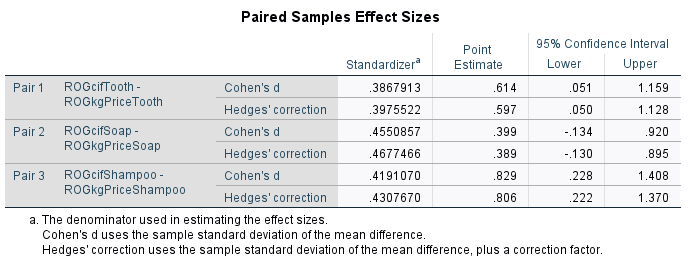 Paired Samples Effect Sizes
95% Confidence Interval
Standardizerª Point Estimate Lower Upper
Pair 1 ROGcifTooth - ROGkgPriceTooth Cohen's d .3867913 .614 .051 1.159
Hedges' correction .3975522 .597 .050 1.128
Pair 2 ROGcifSoap - ROGkgPriceSoap Cohen's d .4550857 .399 -.134 .920
Hedges' correction .4677466 .389 -.130 .895
Pair 3 ROGcifShampoo - ROGkgPriceShampoo Cohen's d .4191070 .829 .228 1.408
Hedges' correction .4307670 .806 .222 1.370
a. The denominator used in estimating the effect sizes.
Cohen's d uses the sample standard deviation of the mean difference.
Hedges' correction uses the sample standard deviation of the mean difference, plus a correction factor.